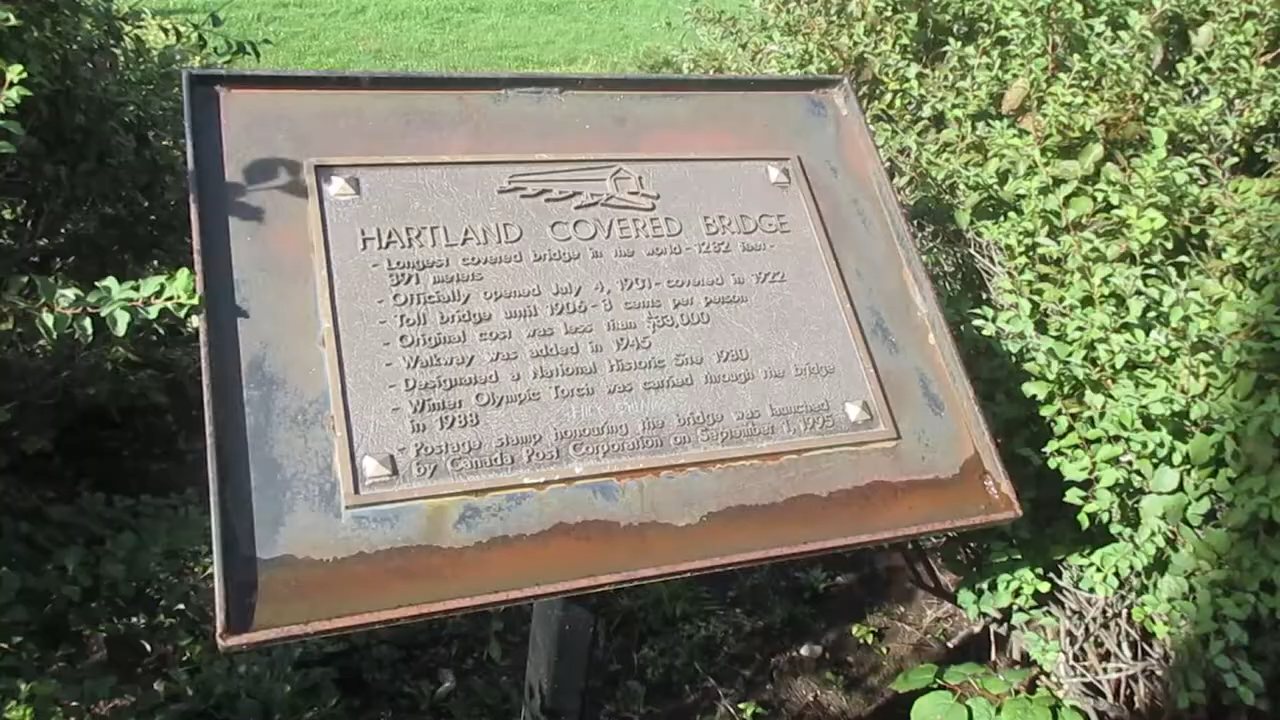 HARTLAND COVERED BRIDGE
- Longest covered bridge in the world - 1282 feet -
391 meters
- Officially opened July 4, 1901 - covered in 1922
- Toll bridge until 1906 - 3 cents per person
- Original cost was less than $33,000
- Walkway was added in 1945
- Designated a National Historic Site 1980
- Winter Olympic Torch was carried through the bridge
in 1988
- Postage stamp honouring the bridge was launched
by Canada Post Corporation on September 1, 1995